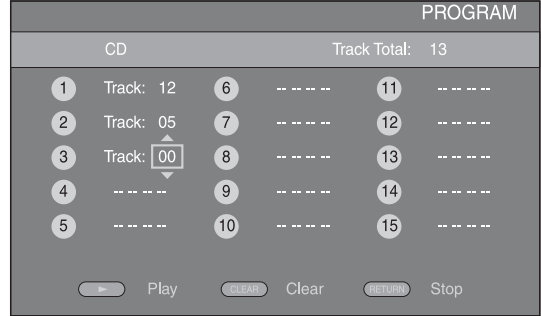 PROGRAM
CD Track Total: 13
1 Track: 12 6 -- -- -- -- 11 -- -- -- --
2 Track: 05 7 -- -- -- -- 12 -- -- -- --
3 Track: 00 8 -- -- -- -- 13 -- -- -- --
4 -- -- -- -- 9 -- -- -- -- 14 -- -- -- --
5 -- -- -- -- 10 -- -- -- -- 15 -- -- -- --
Play CLEAR Clear RETURN Stop